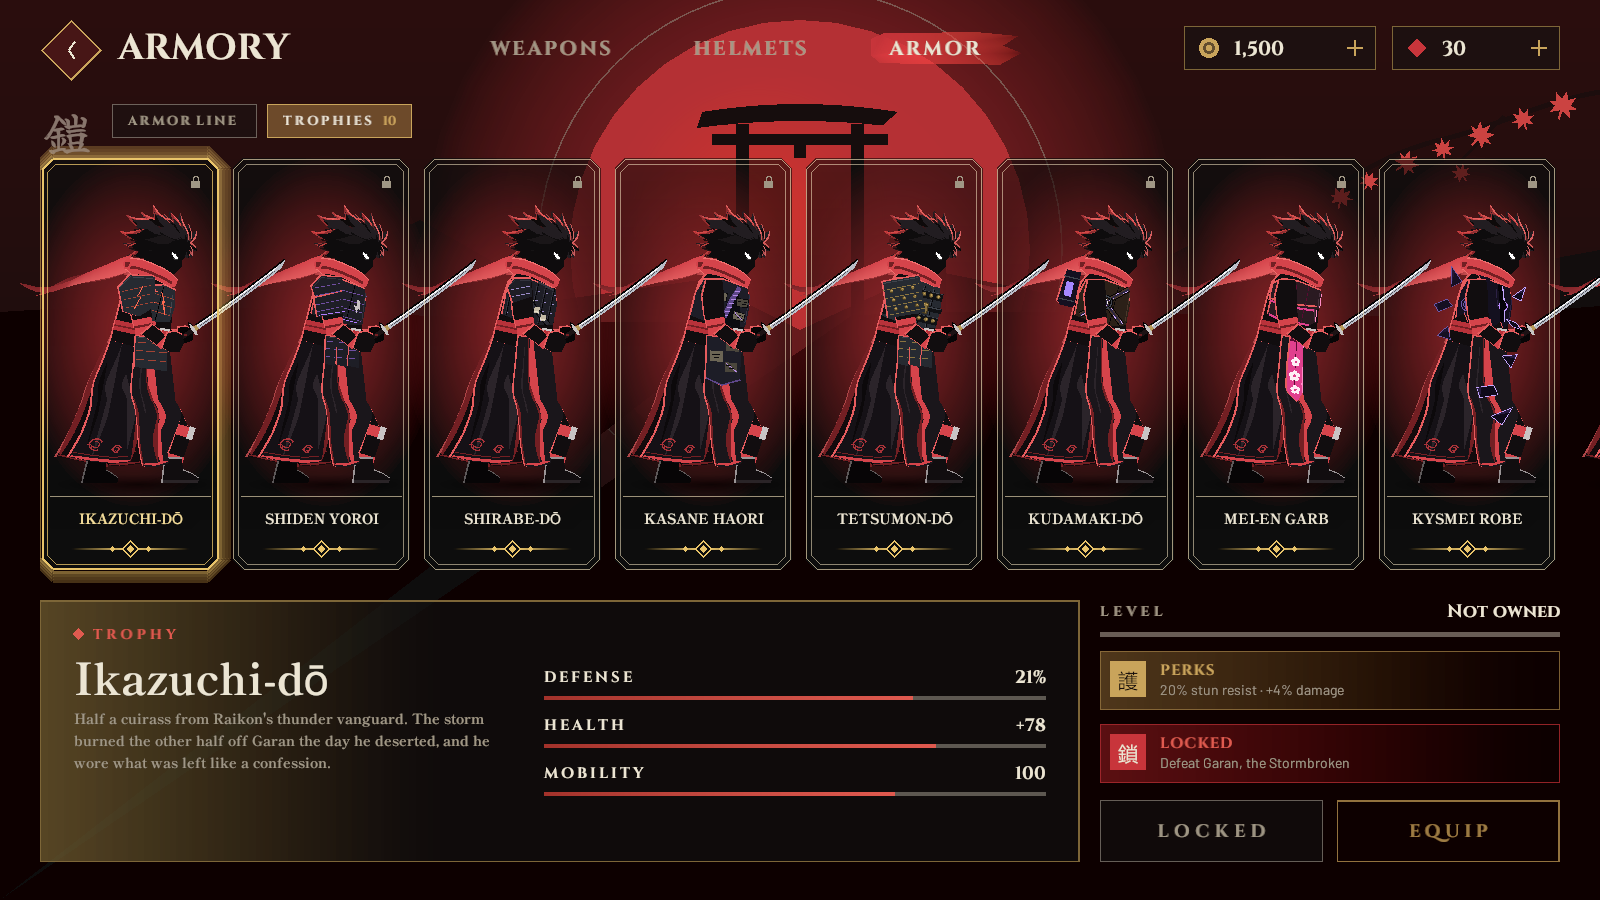 ARMORY
WEAPONS
HELMETS
ARMOR
1,500
30
鎧
ARMOR LINE
TROPHIES 10
IKAZUCHI-DŌ
SHIDEN YOROI
SHIRABE-DŌ
KASANE HAORI
TETSUMON-DŌ
KUDAMAKI-DŌ
MEI-EN GARB
KYSMEI ROBE
TROPHY
Ikazuchi-dō
Half a cuirass from Raikon's thunder vanguard. The storm
burned the other half off Garan the day he deserted, and he
wore what was left like a confession.
DEFENSE 21%
HEALTH +78
MOBILITY 100
LEVEL NOT OWNED
護
PERKS
20% stun resist · +4% damage
鎖
LOCKED
Defeat Garan, the Stormbroken
LOCKED
EQUIP